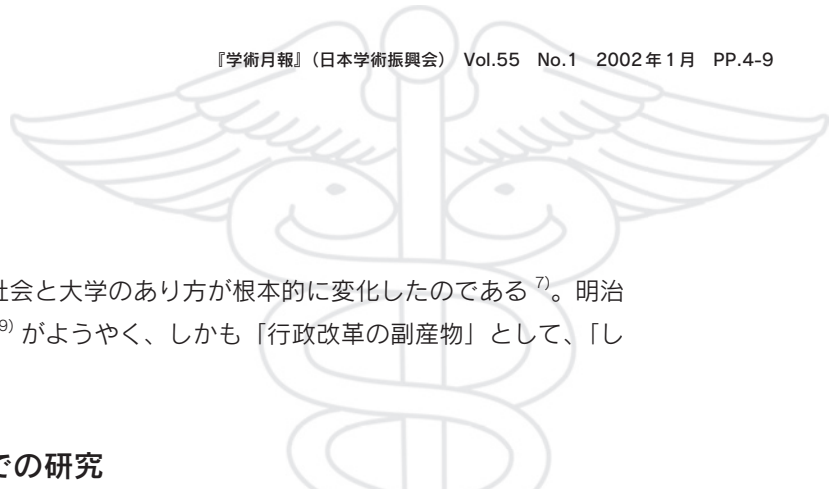 『学術月報』（日本学術振興会） Vol.55 No.1 2002年1月 PP.4-9
社会と大学のあり方が根本的に変化したのである 7)。明治
9) がようやく、しかも「行政改革の副産物」として、「し
での研究